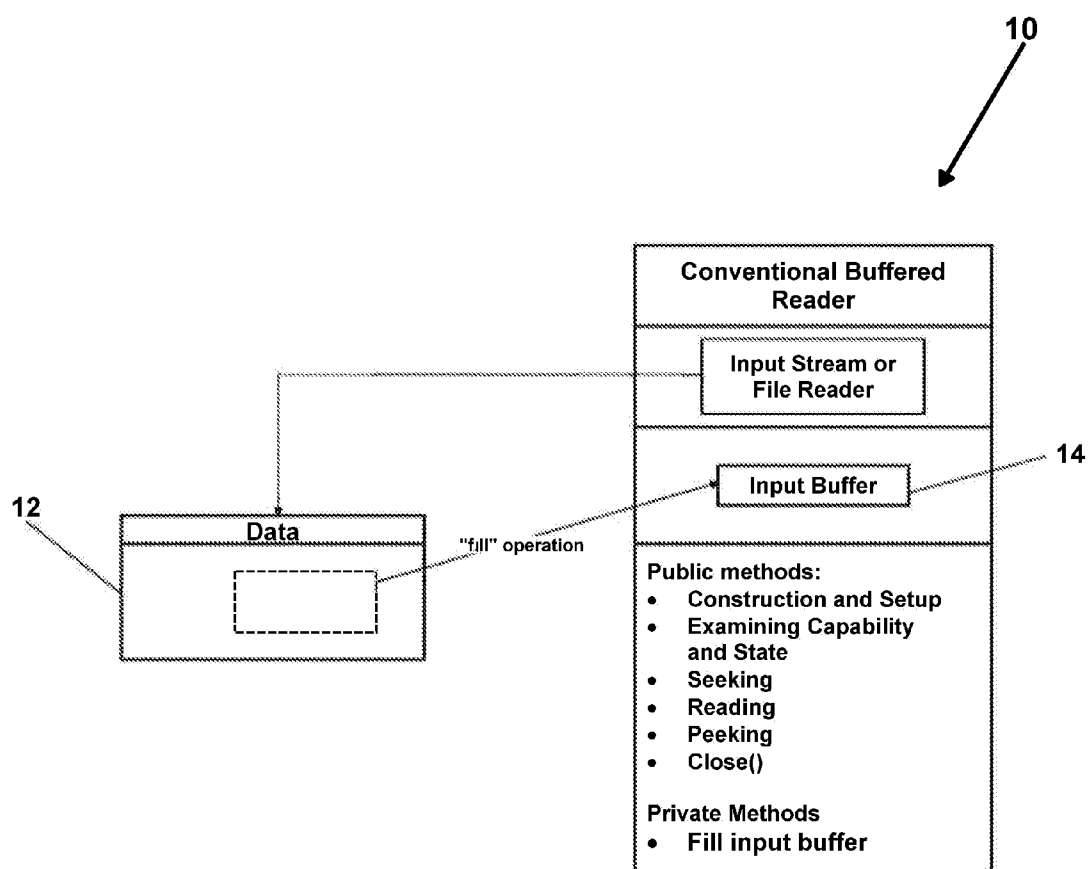 10
Conventional Buffered
Reader
Input Stream or
File Reader
14
Input Buffer
12
Data
"fill" operation
Public methods:
• Construction and Setup
• Examining Capability
and State
• Seeking
• Reading
• Peeking
• Close()
Private Methods
• Fill input buffer